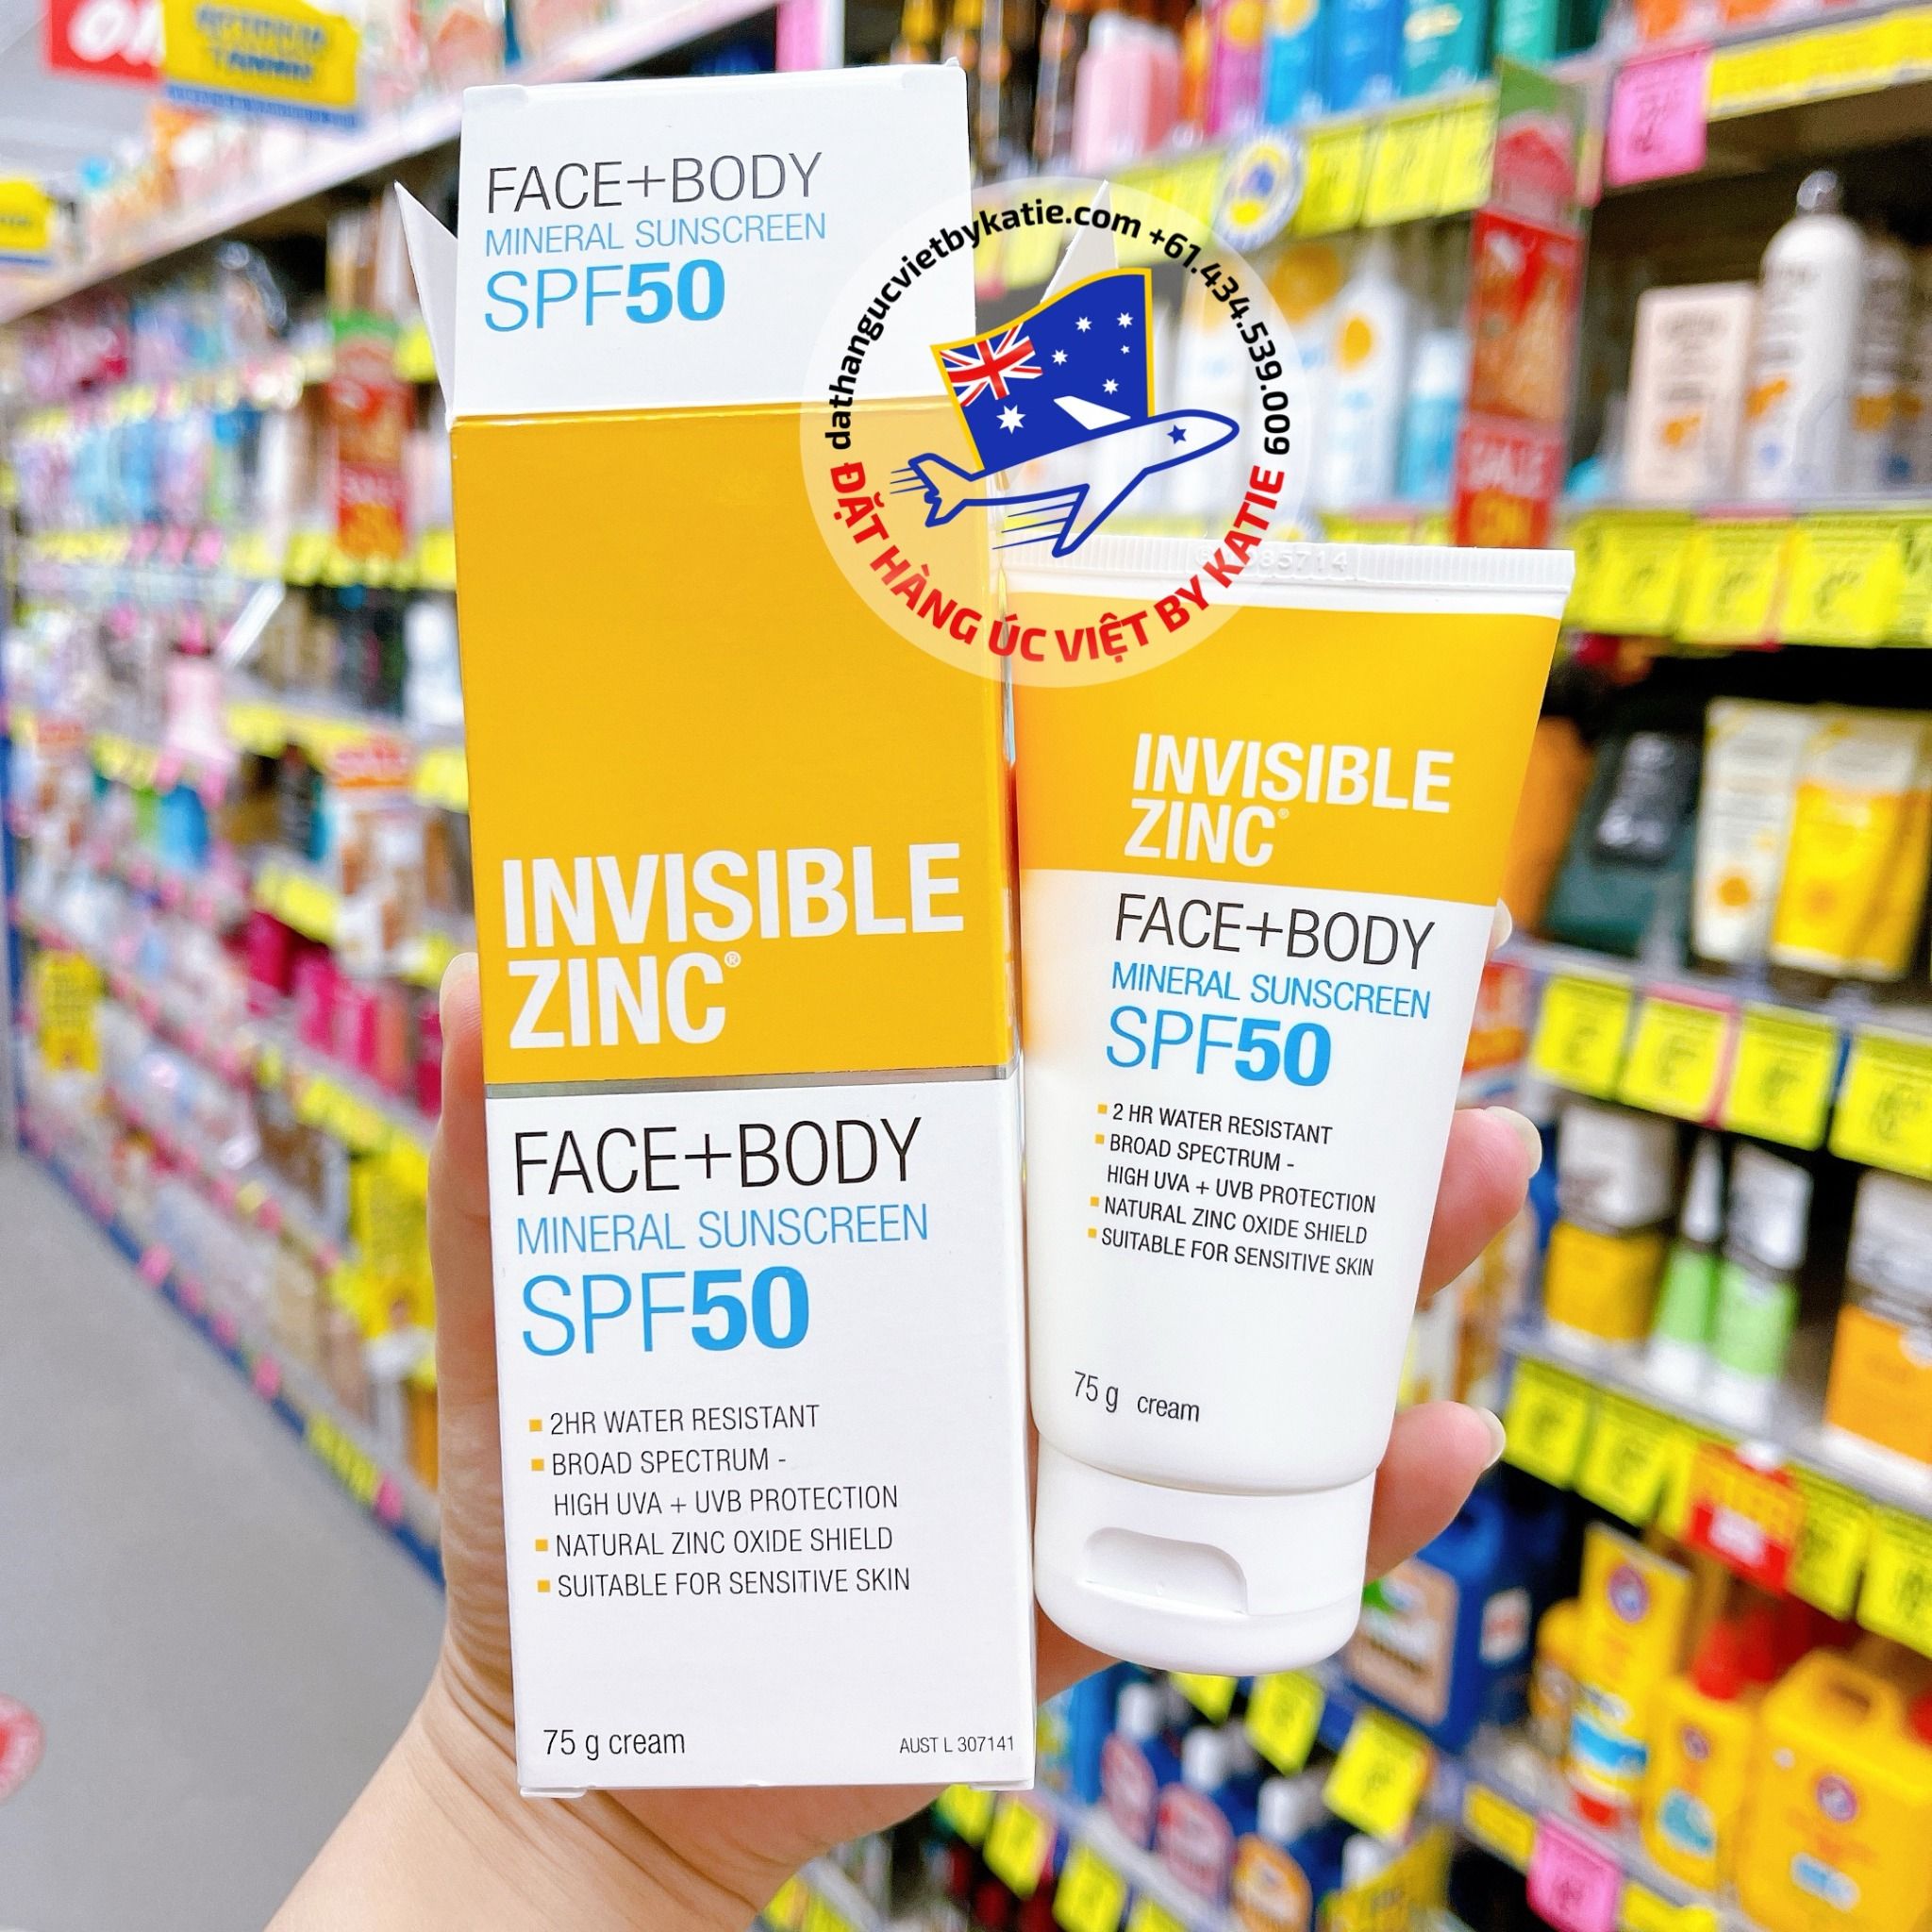 FACE+BODY
MINERAL SUNSCREEN
SPF50
dathangucvietbykatie.com +61.434.539.009
ĐẶT HÀNG ÚC VIỆT BY KATIE
INVISIBLE
ZINC®
FACE+BODY
MINERAL SUNSCREEN
SPF50
2HR WATER RESISTANT
BROAD SPECTRUM -
HIGH UVA + UVB PROTECTION
NATURAL ZINC OXIDE SHIELD
SUITABLE FOR SENSITIVE SKIN
75 g cream
AUST L 307141
INVISIBLE
ZINC®
FACE+BODY
MINERAL SUNSCREEN
SPF50
2 HR WATER RESISTANT
BROAD SPECTRUM -
HIGH UVA + UVB PROTECTION
NATURAL ZINC OXIDE SHIELD
SUITABLE FOR SENSITIVE SKIN
75 g cream